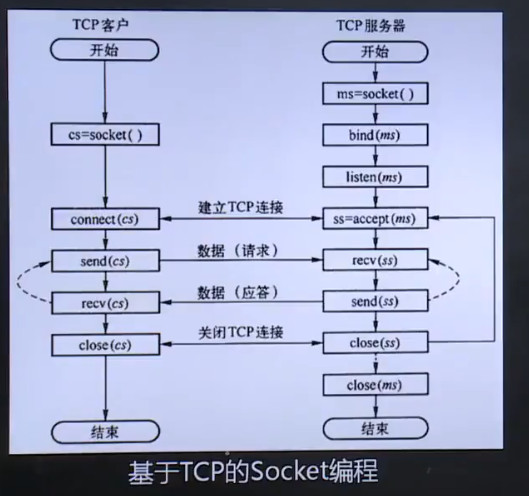 TCP客户
TCP服务器
开始
开始
ms=socket( )
cs=socket( )
bind(ms)
listen(ms)
connect(cs)
建立TCP连接
ss=accept(ms)
send(cs)
数据（请求）
recv(ss)
recv(cs)
数据（应答）
send(ss)
close(cs)
关闭TCP连接
close(ss)
close(ms)
结束
结束
基于TCP的Socket编程